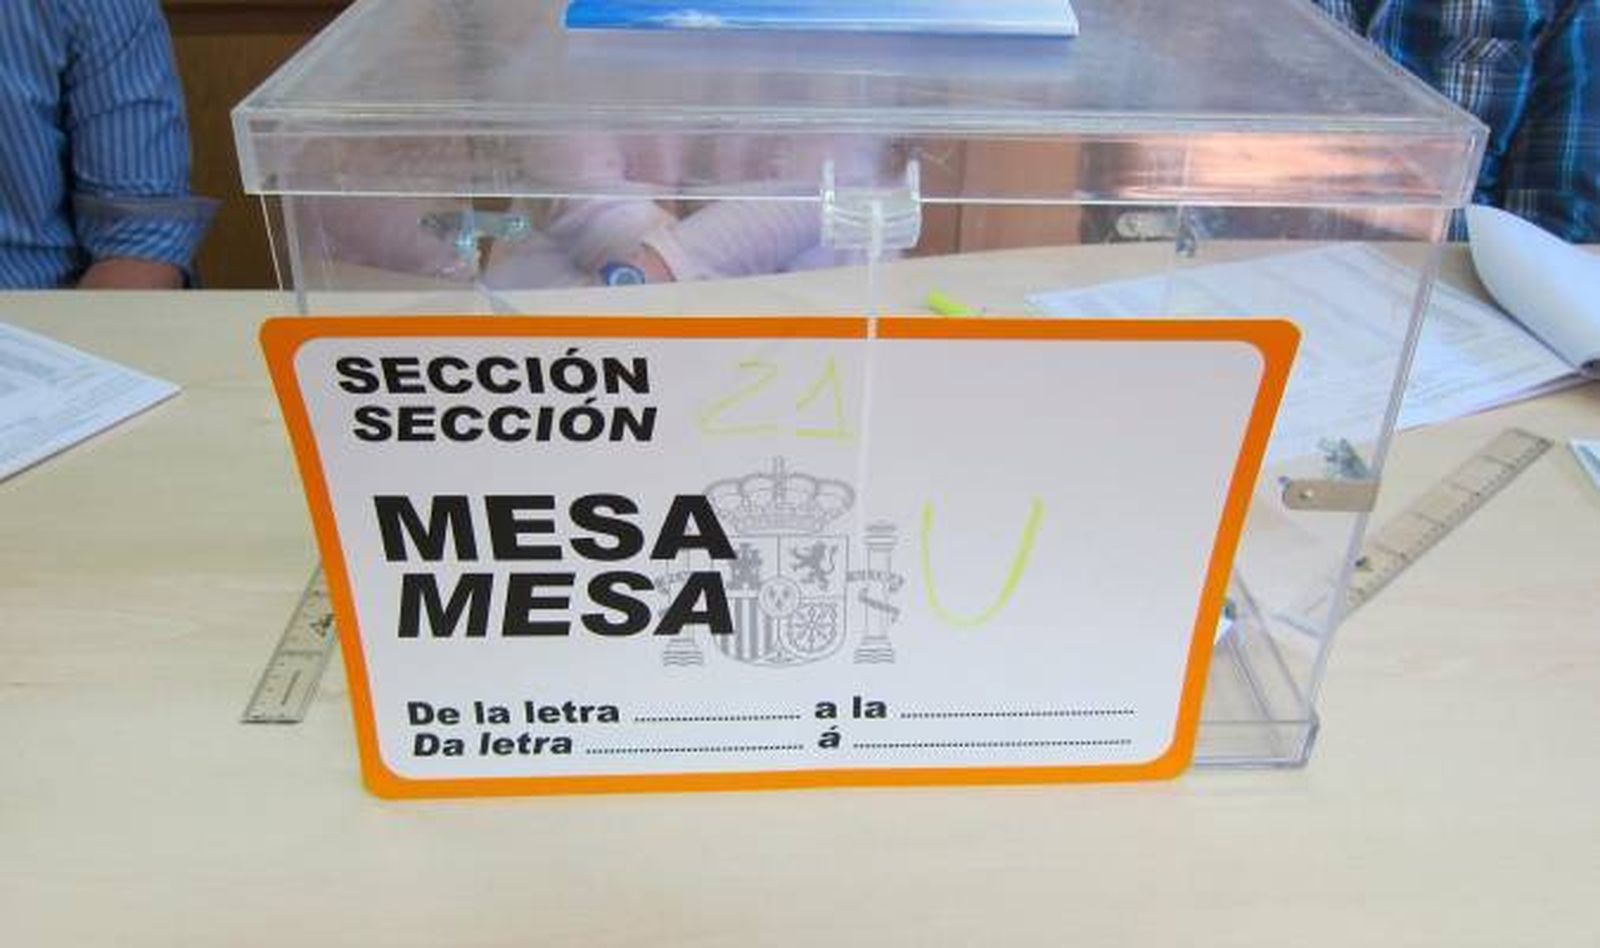 SECCIÓN 21
SECCIÓN
MESA U
MESA
De la letra ........................ a la ........................
Da letra ........................ á ........................